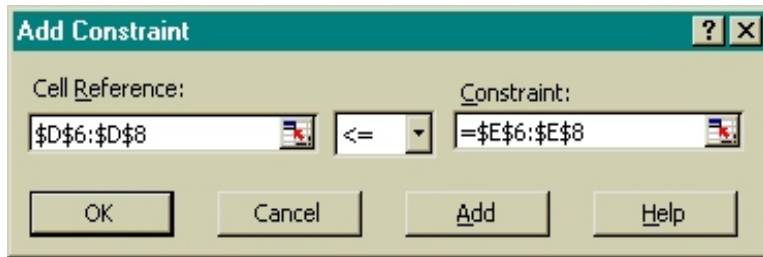 Add Constraint ? X
Cell Reference: Constraint:
$D$6:$D$8 <= =$E$6:$E$8
OK Cancel Add Help